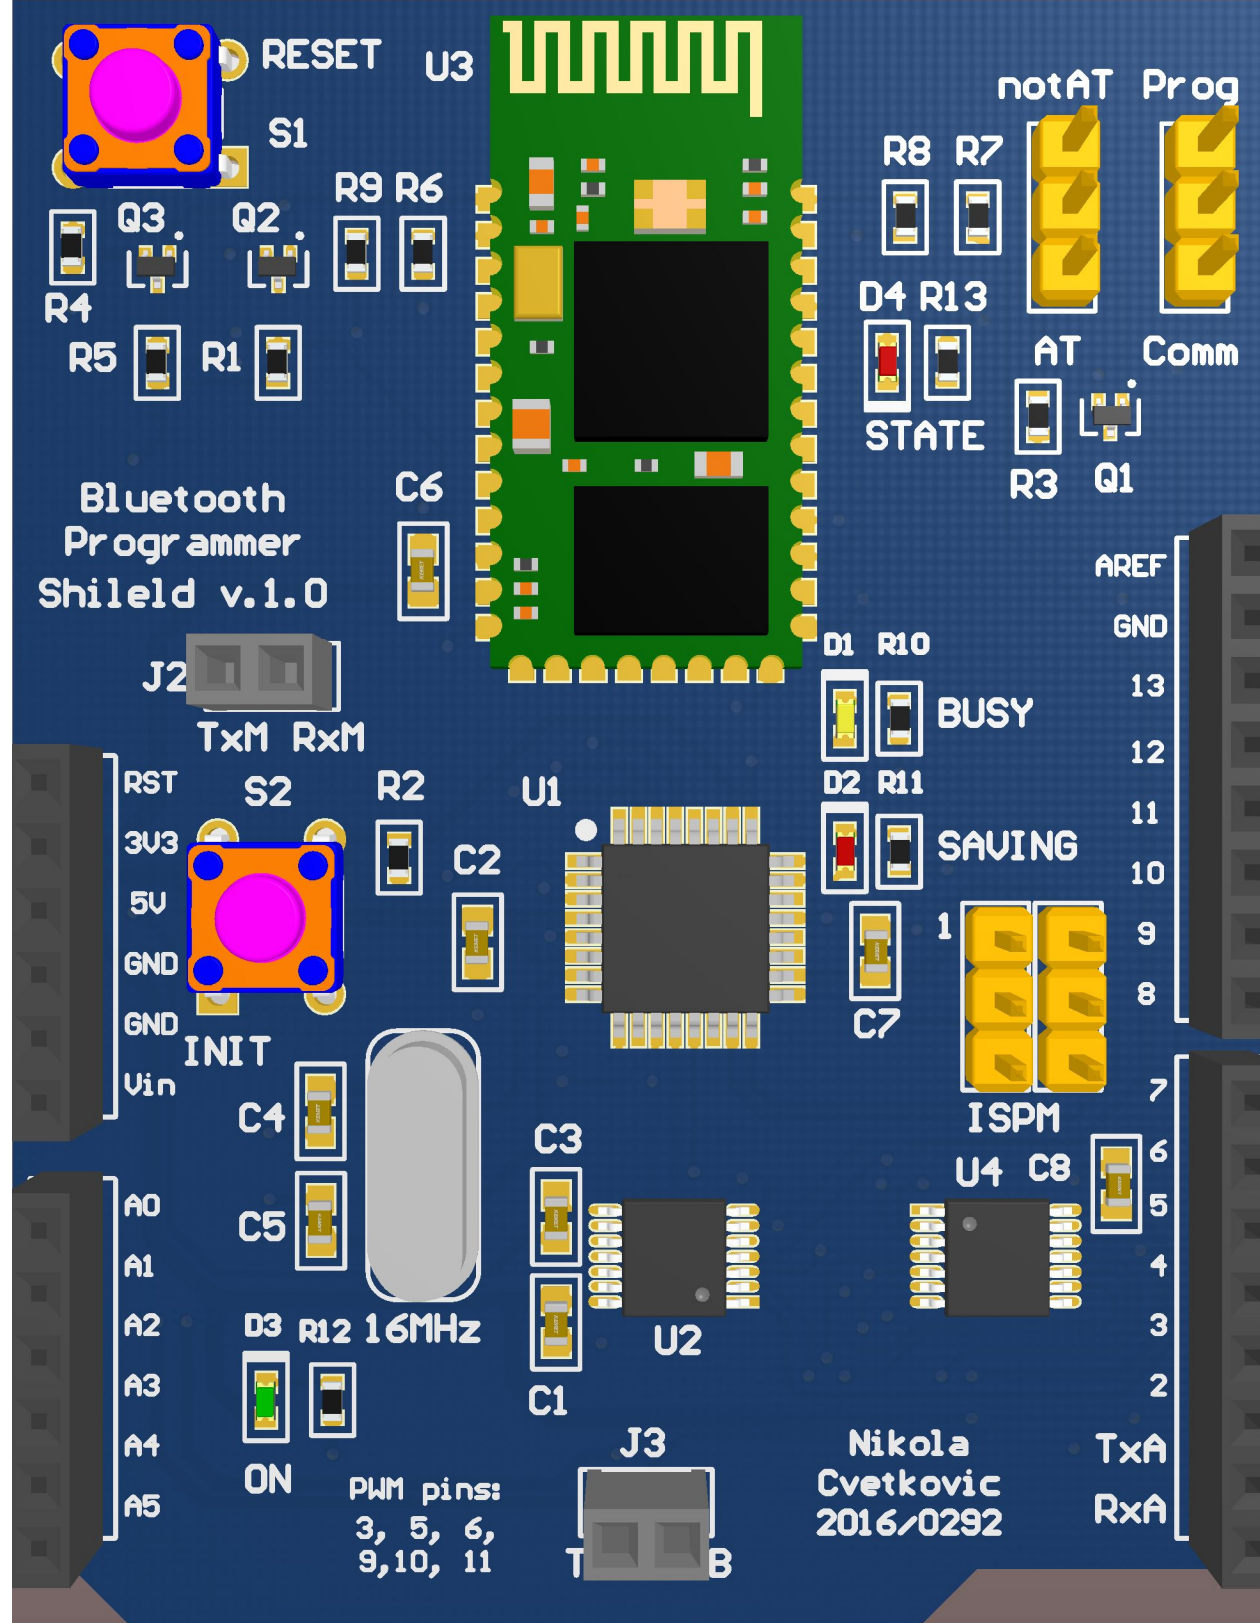 RESET
U3
notAT Prog
S1
R8 R7
R9 R6
Q3 Q2
R4
D4 R13
R5 R1
AT Comm
STATE
R3 Q1
C6
Bluetooth
Programmer
Shileld v.1.0
AREF
GND
13
12
11
10
9
8
J2
TxM RxM
D1 R10
BUSY
D2 R11
SAVING
RST
3V3
5V
GND
GND
Vin
S2
R2
U1
C2
INIT
1
C7
ISPM
C4
C5
C3
U4 C8
7
6
5
4
3
2
TxA
RxA
A0
A1
A2
A3
A4
A5
D3 R12 16MHz
U2
C1
ON
J3
PWM pins:
3, 5, 6,
9,10, 11
Nikola
Cvetkovic
2016/0292
T B